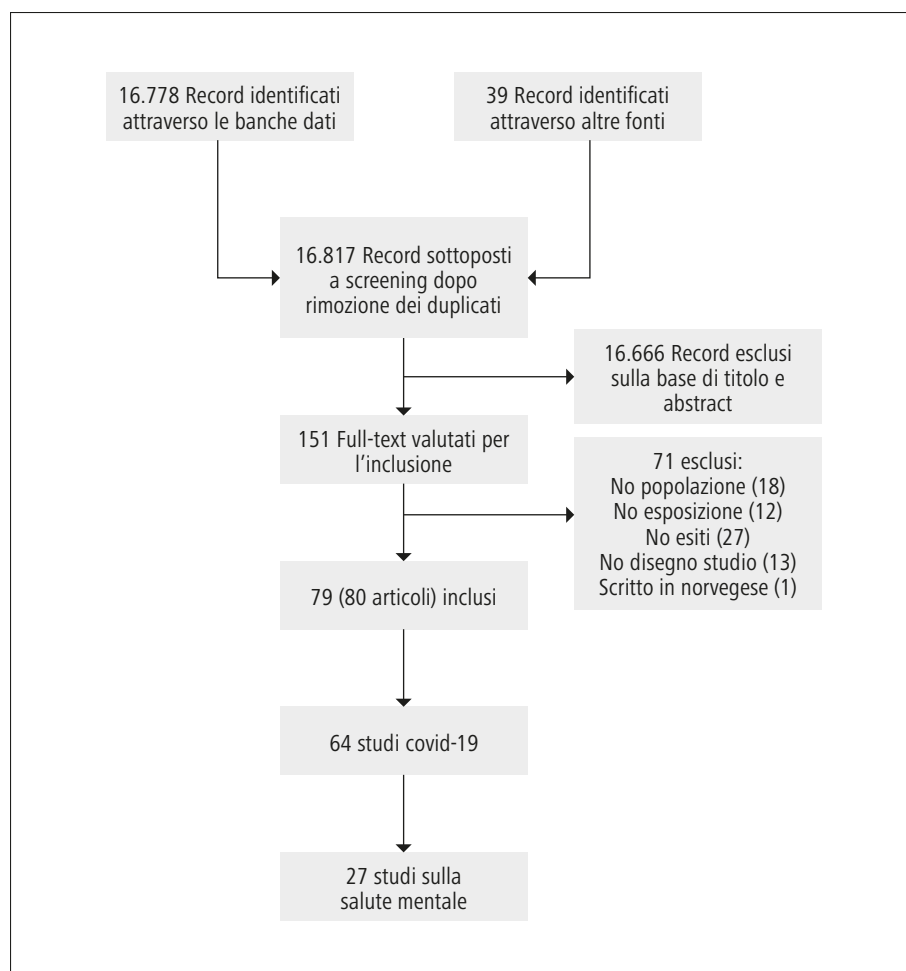 16.778 Record identificati
attraverso le banche dati
39 Record identificati
attraverso altre fonti
16.817 Record sottoposti
a screening dopo
rimozione dei duplicati
16.666 Record esclusi
sulla base di titolo e
abstract
151 Full-text valutati per
l'inclusione
71 esclusi:
No popolazione (18)
No esposizione (12)
No esiti (27)
No disegno studio (13)
Scritto in norvegese (1)
79 (80 articoli) inclusi
64 studi covid-19
27 studi sulla
salute mentale